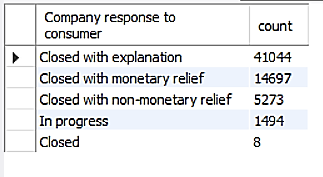 Company response to
consumer
count
Closed with explanation 41044
Closed with monetary relief 14697
Closed with non-monetary relief 5273
In progress 1494
Closed 8